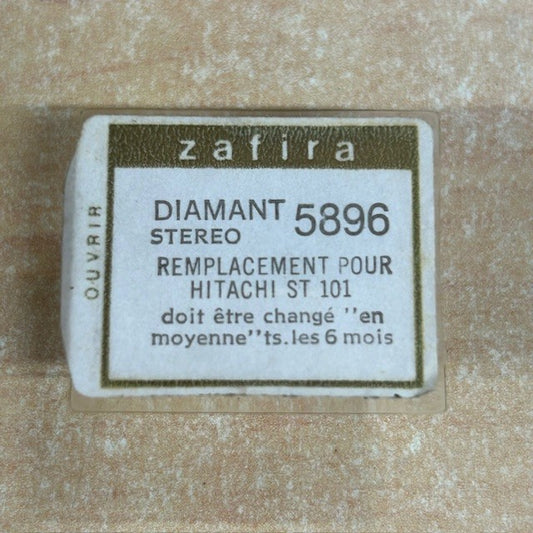 zafira
OUVRIR
DIAMANT 5896
STEREO
REMPLACEMENT POUR
HITACHI ST 101
doit être changé "en
moyenne" ts. les 6 mois